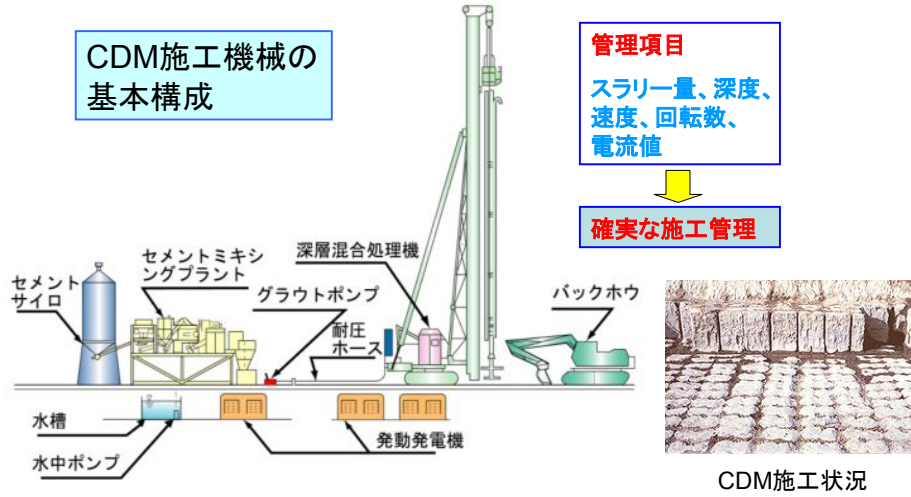 CDM施工機械の
基本構成
管理項目
スラリー量、深度、
速度、回転数、
電流値
確実な施工管理
セメント
サイロ
セメントミキシ
ングプラント
グラウトポンプ
深層混合処理機
耐圧
ホース
バックホウ
水槽
水中ポンプ
発動発電機
CDM施工状況